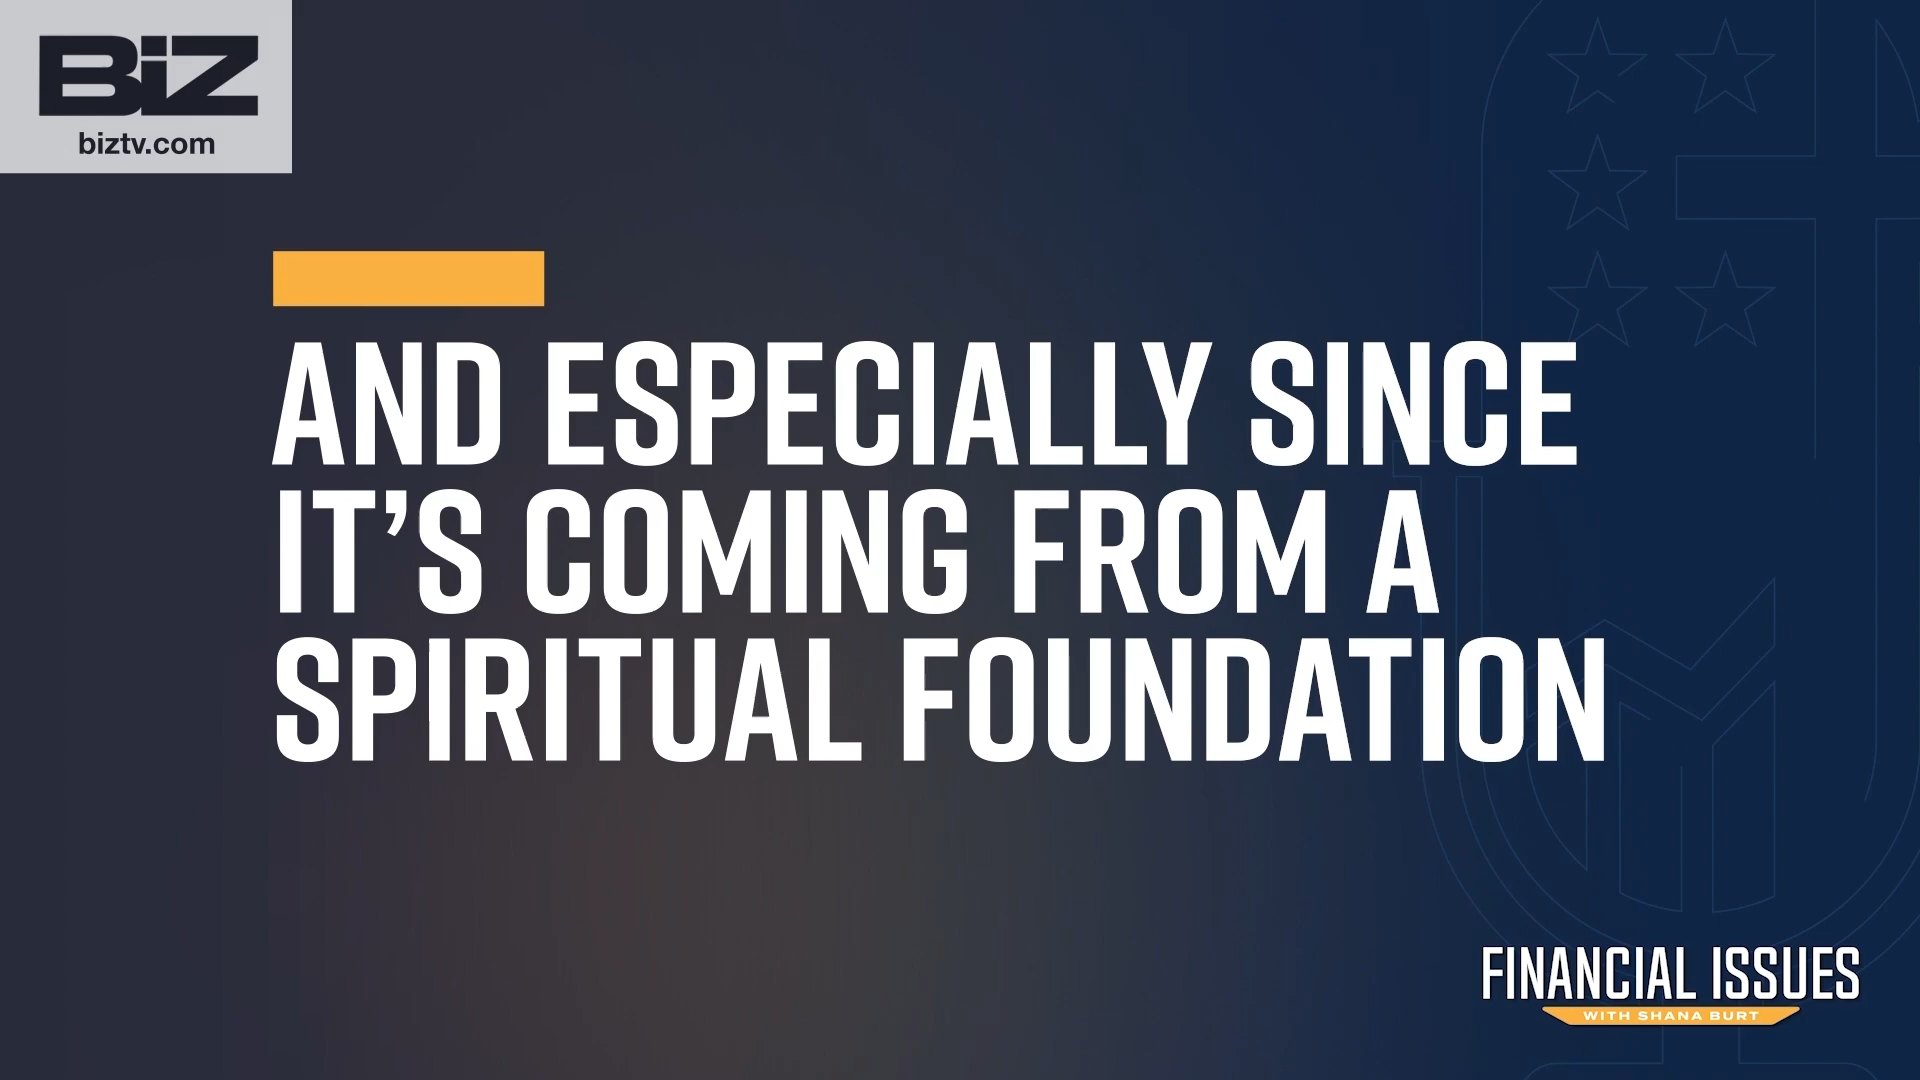 BiZ
biztv.com
AND ESPECIALLY SINCE
IT’S COMING FROM A
SPIRITUAL FOUNDATION
FINANCIAL ISSUES
WITH SHANA BURT